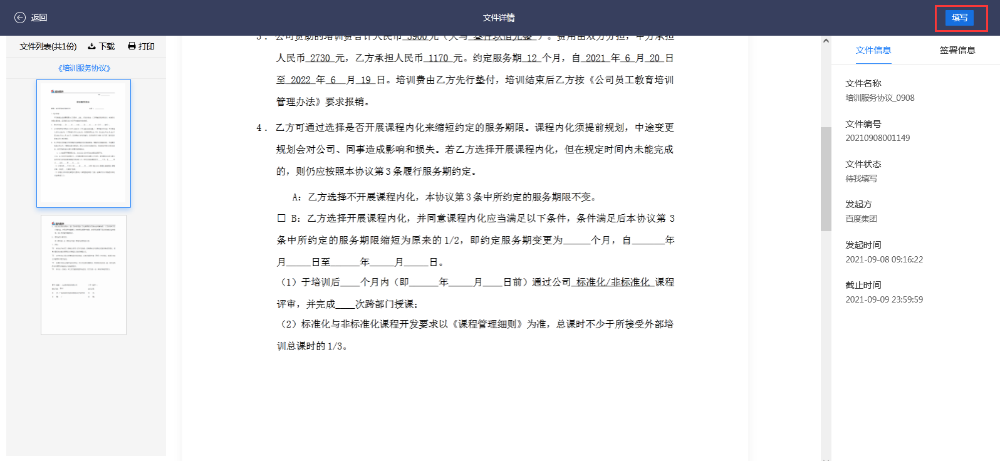 返回
文件详情
填写
文件列表(共1份)
下载
打印
《培训服务协议》
3. 公司资助的培训费合计人民币 3900 元（大写 叁仟玖佰元整 ）。费用由双方分担，甲方承担
人民币 2730 元，乙方承担人民币 1170 元。约定服务期 12 个月，自 2021 年 6 月 20 日
至 2022 年 6 月 19 日。培训费由乙方先行垫付，培训结束后乙方按《公司员工教育培训
管理办法》要求报销。
4. 乙方可通过选择是否开展课程内化来缩短约定的服务期限。课程内化须提前规划，中途变更
规划会对公司、同事造成影响和损失。若乙方选择开展课程内化，但在规定时间内未能完成
的，则仍应按照本协议第3条履行服务期约定。
A：乙方选择不开展课程内化，本协议第3条中所约定的服务期限不变。
□ B：乙方选择开展课程内化，并同意课程内化应当满足以下条件，条件满足后本协议第 3
条中所约定的服务期限缩短为原来的1/2，即约定服务期变更为_____个月，自______年
月_____日至______年_____月_____日。
（1）于培训后____个月内（即______年_____月____日前）通过公司 标准化/非标准化 课程
评审，并完成____次跨部门授课；
（2）标准化与非标准化课程开发要求以《课程管理细则》为准，总课时不少于所接受外部培
训总课时的1/3。
文件信息
签署信息
文件名称
培训服务协议_0908
文件编号
20210908001149
文件状态
待我填写
发起方
百度集团
发起时间
2021-09-08 09:16:22
截止时间
2021-09-09 23:59:59